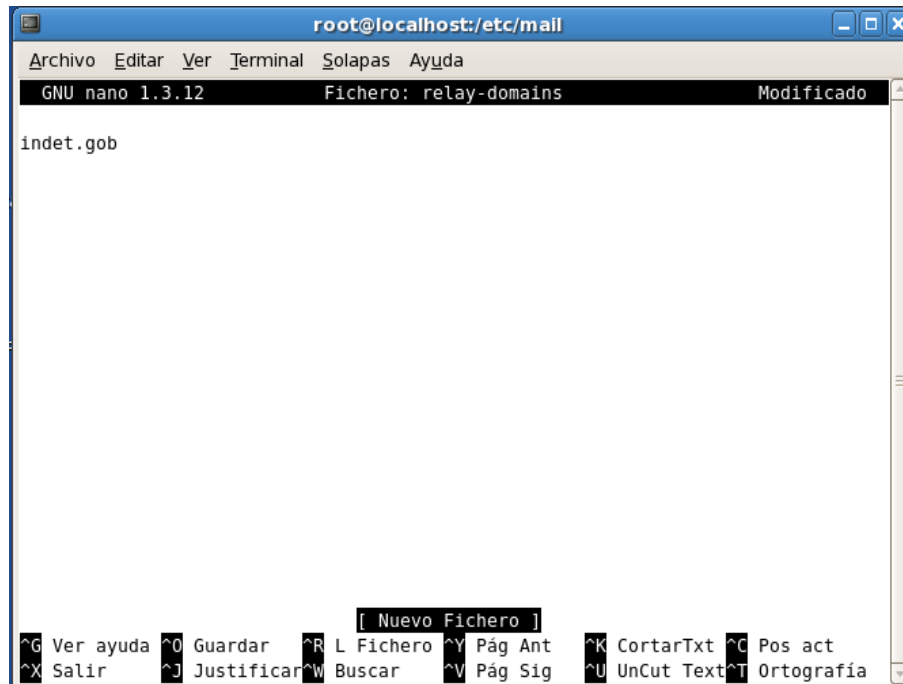 root@localhost:/etc/mail
Archivo Editar Ver Terminal Solapas Ayuda
GNU nano 1.3.12 Fichero: relay-domains Modificado
indet.gob
[ Nuevo Fichero ]
^G Ver ayuda ^O Guardar ^R L Fichero ^Y Pág Ant ^K CortarTxt ^C Pos act
^X Salir ^J Justificar ^W Buscar ^V Pág Sig ^U UnCut Text ^T Ortografía